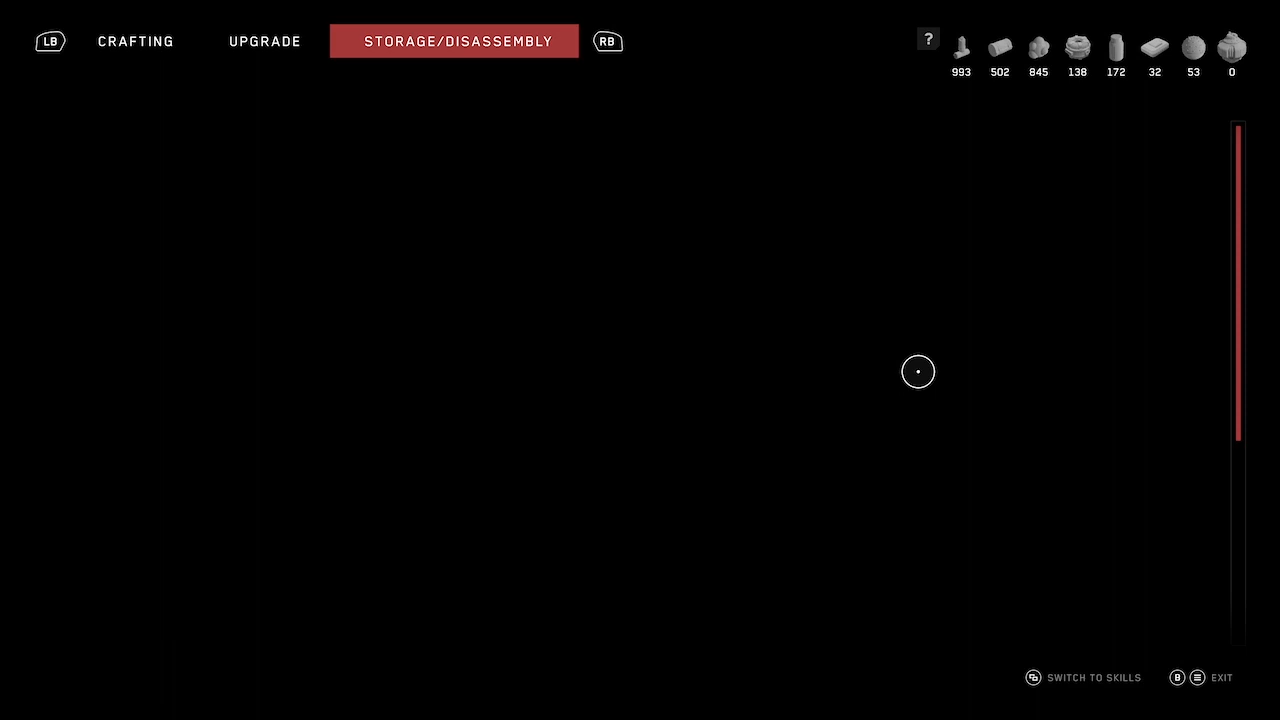 LB CRAFTING UPGRADE STORAGE/DISASSEMBLY RB ?
993 502 845 138 172 32 53 0
SWITCH TO SKILLS B EXIT